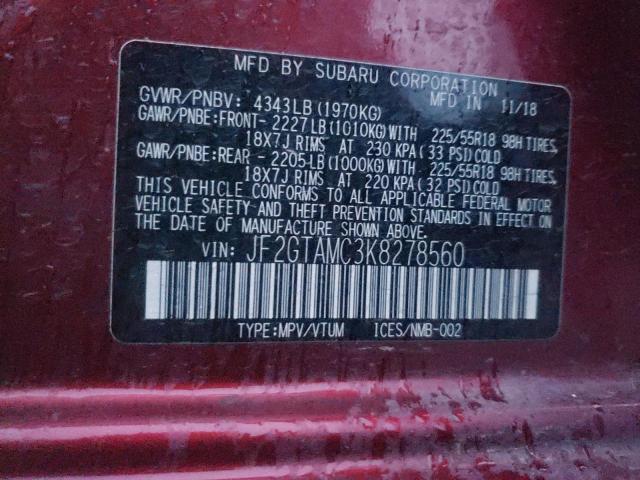 MFD BY SUBARU CORPORATION
GVWR/PNBV: 4343LB(1970KG) MFD IN 11/18
GAWR/PNBE:FRONT- 2227LB(1010KG)WITH 225/55R18 98H TIRES,
18X7J RIMS AT 230 KPA(33 PSI)COLD
GAWR/PNBE:REAR - 2205-LB(1000KG)WITH 225/55R18 98H TIRES,
18X7J RIMS AT 220 KPA(32 PSI)COLD
THIS VEHICLE CONFORMS TO ALL APPLICABLE FEDERAL MOTOR
VEHICLE SAFETY AND THEFT PREVENTION STANDARDS IN EFFECT ON
THE DATE OF MANUFACTURE SHOWN ABOVE.
VIN: JF2GTAMC3K8278560
TYPE:MPV/VTUM ICES/NMB-002